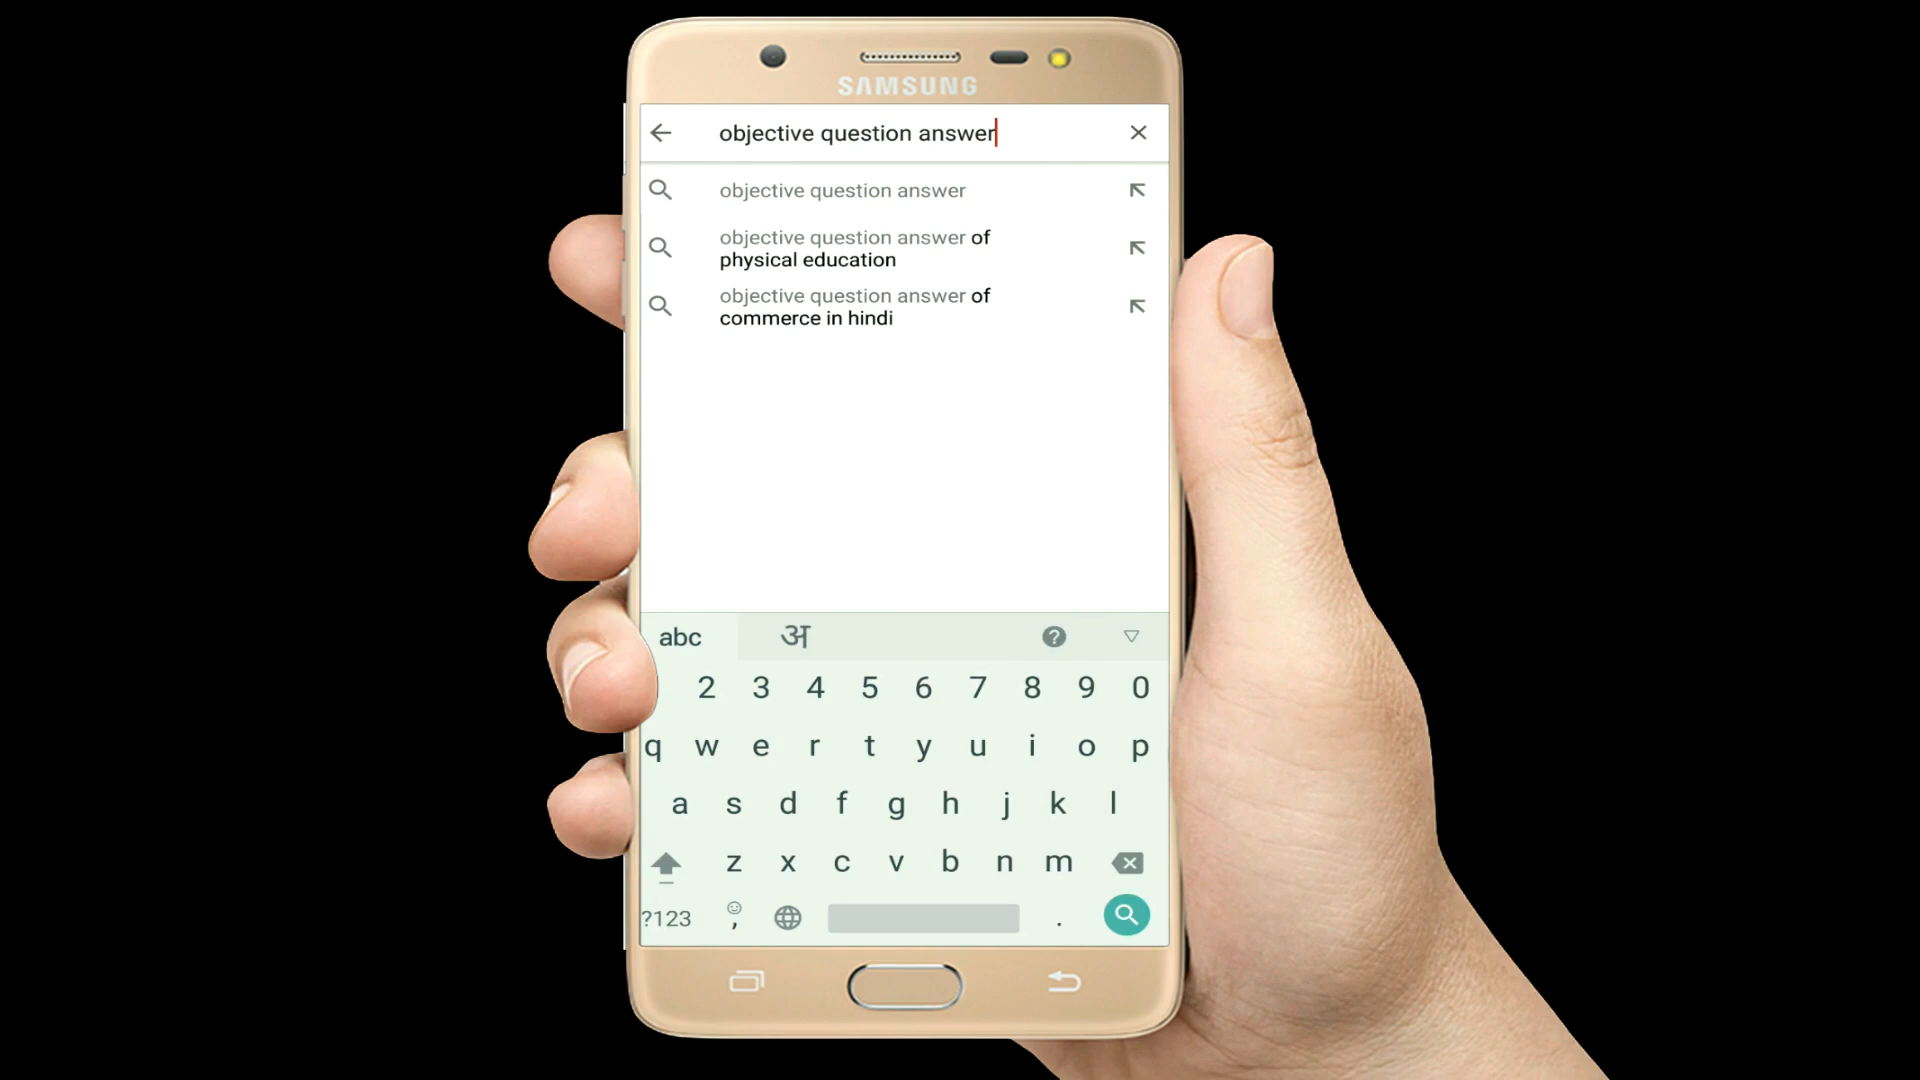 SAMSUNG
objective question answer
objective question answer
objective question answer of
physical education
objective question answer of
commerce in hindi
abc अ ?
2 3 4 5 6 7 8 9 0
q w e r t y u i o p
a s d f g h j k l
z x c v b n m
?123 , .